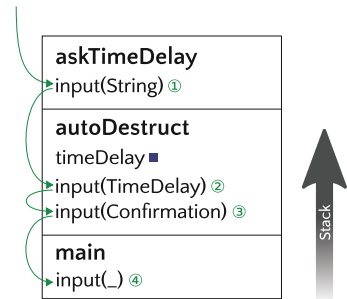 askTimeDelay
input(String) ①
autoDestruct
timeDelay
input(TimeDelay) ②
input(Confirmation) ③
main
input(_) ④
Stack